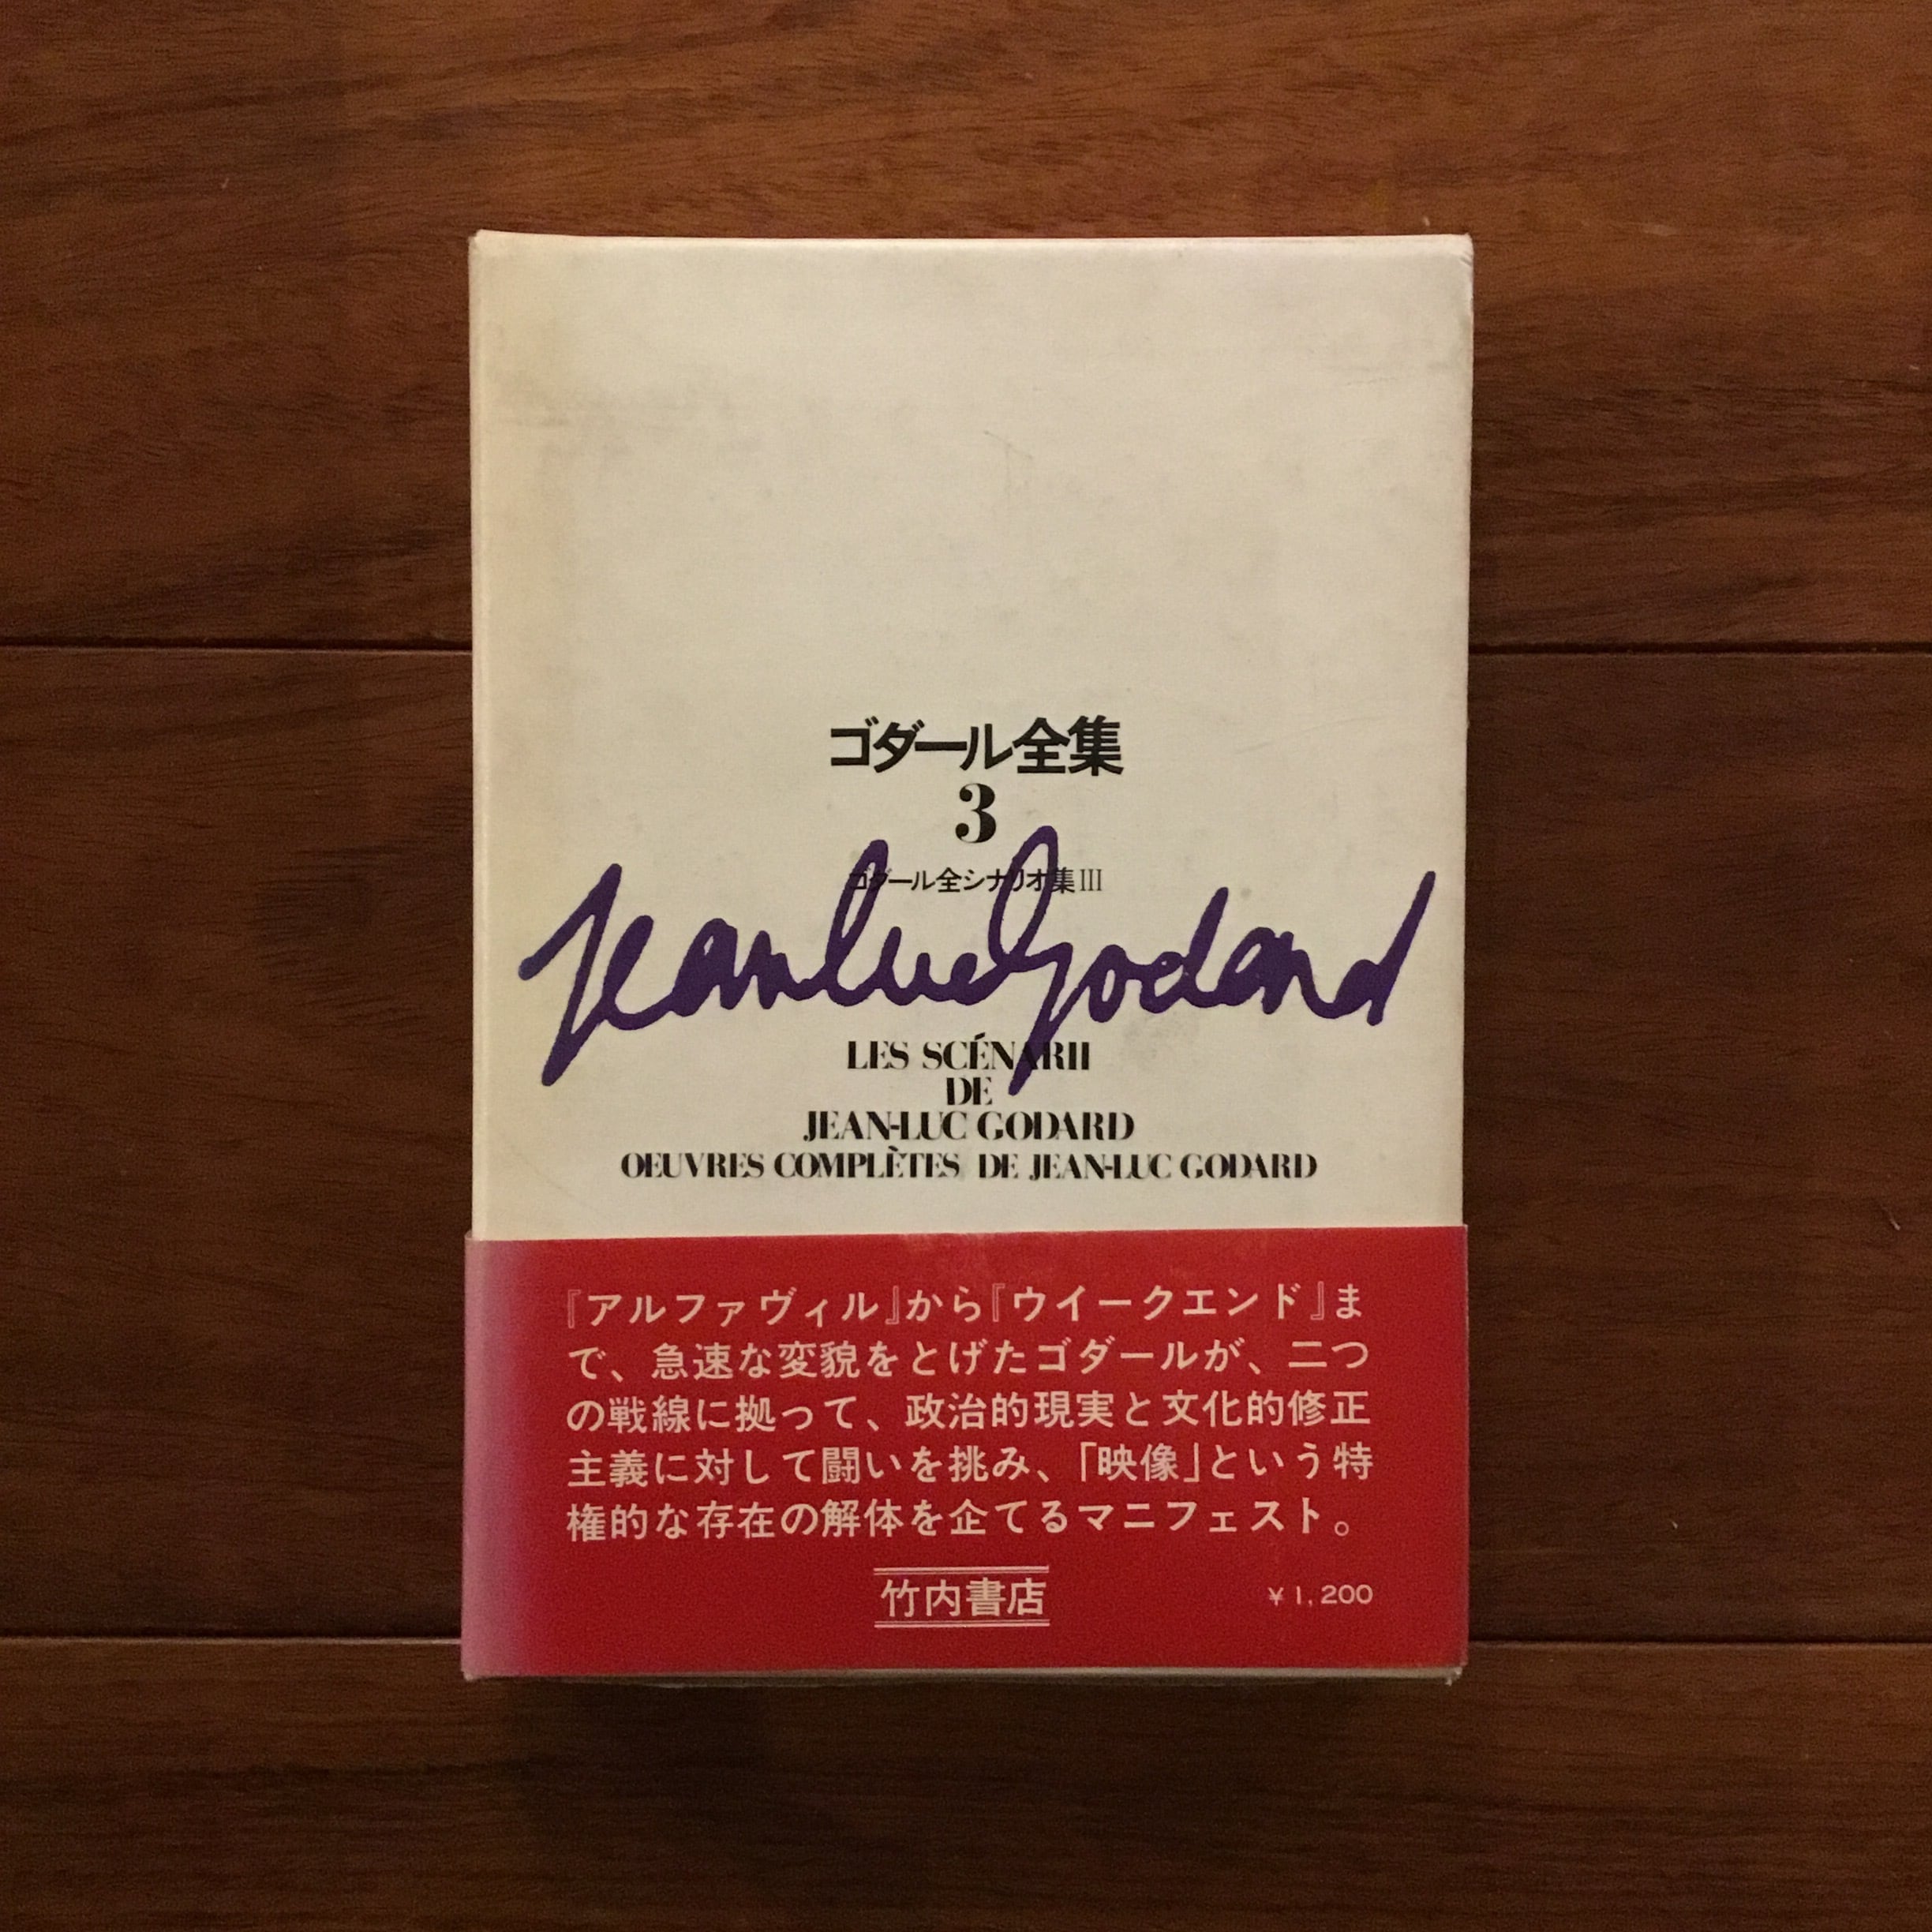 ゴダール全集
3
ゴダール全シナリオ集III
Jean Luc Godard
LES SCÉNARII
DE
JEAN-LUC GODARD
OEUVRES COMPLÈTES DE JEAN-LUC GODARD
『アルファヴィル』から『ウイークエンド』ま
で、急速な変貌をとげたゴダールが、二つ
の戦線に拠って、政治的現実と文化的修正
主義に対して闘いを挑み、「映像」という特
権的な存在の解体を企てるマニフェスト。
竹内書店
¥1,200